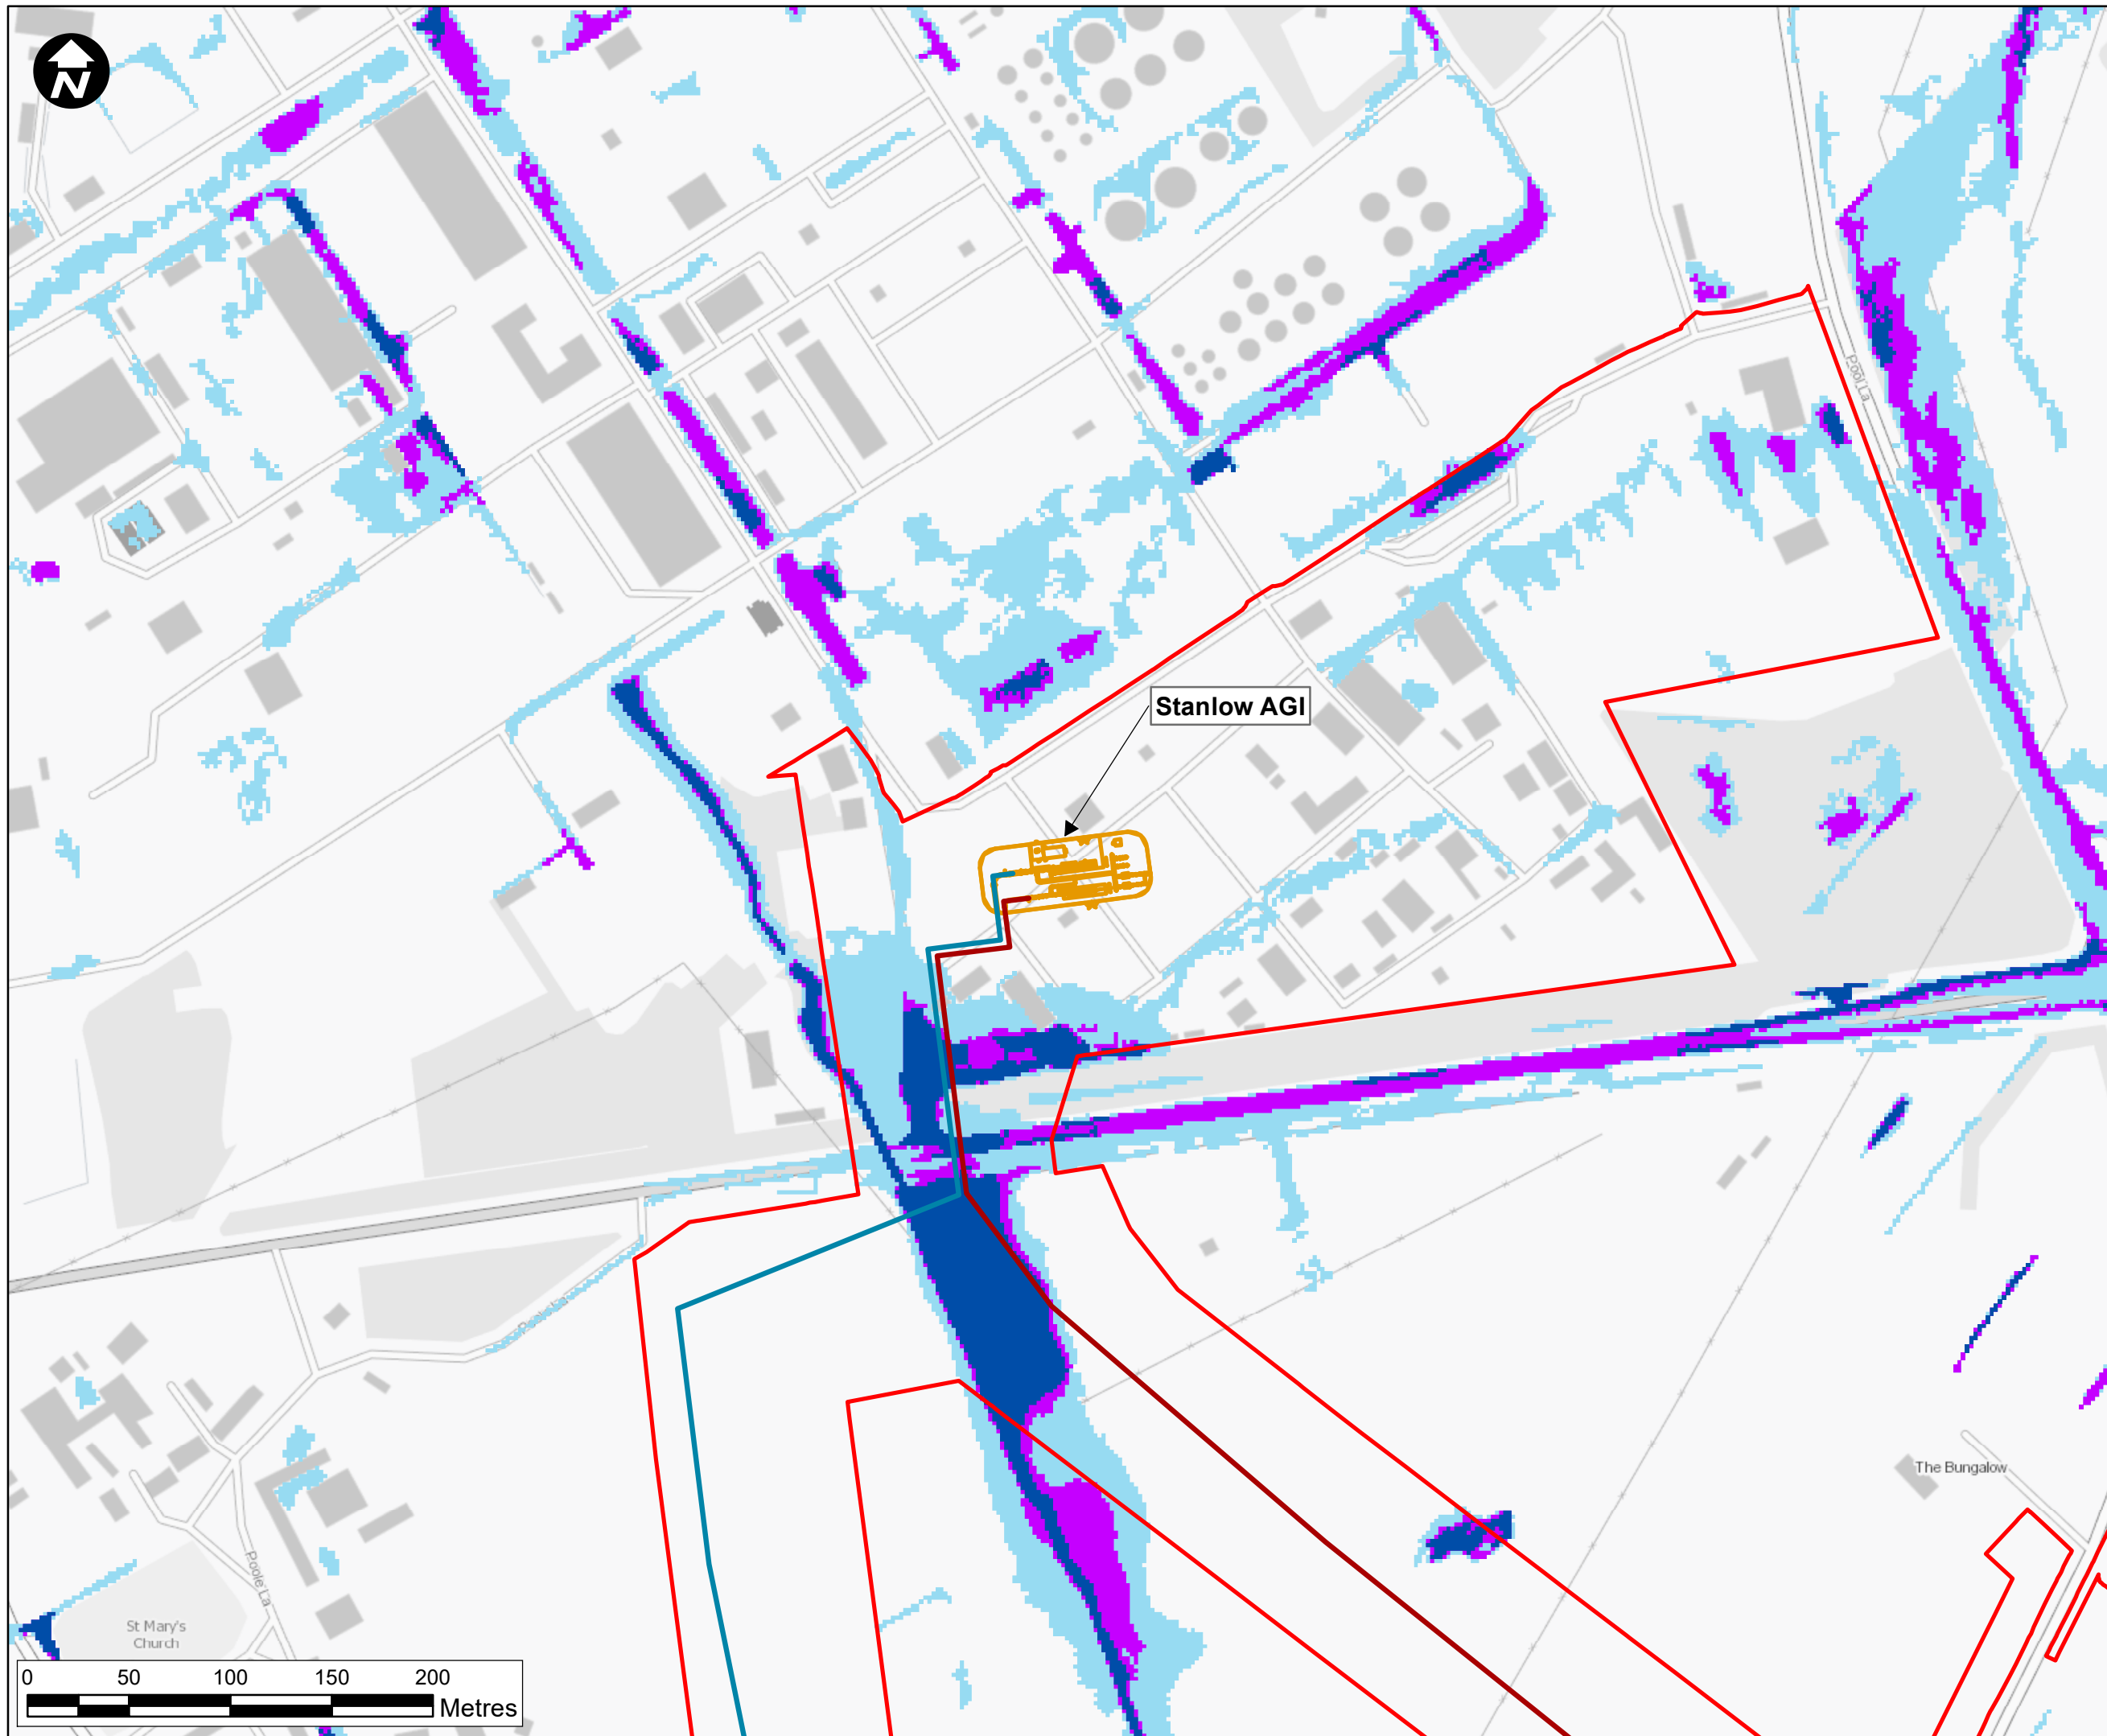 N
Pool La
Stanlow AGI
The Bungalow
Poole La
St Mary's
Church
0 50 100 150 200
Metres